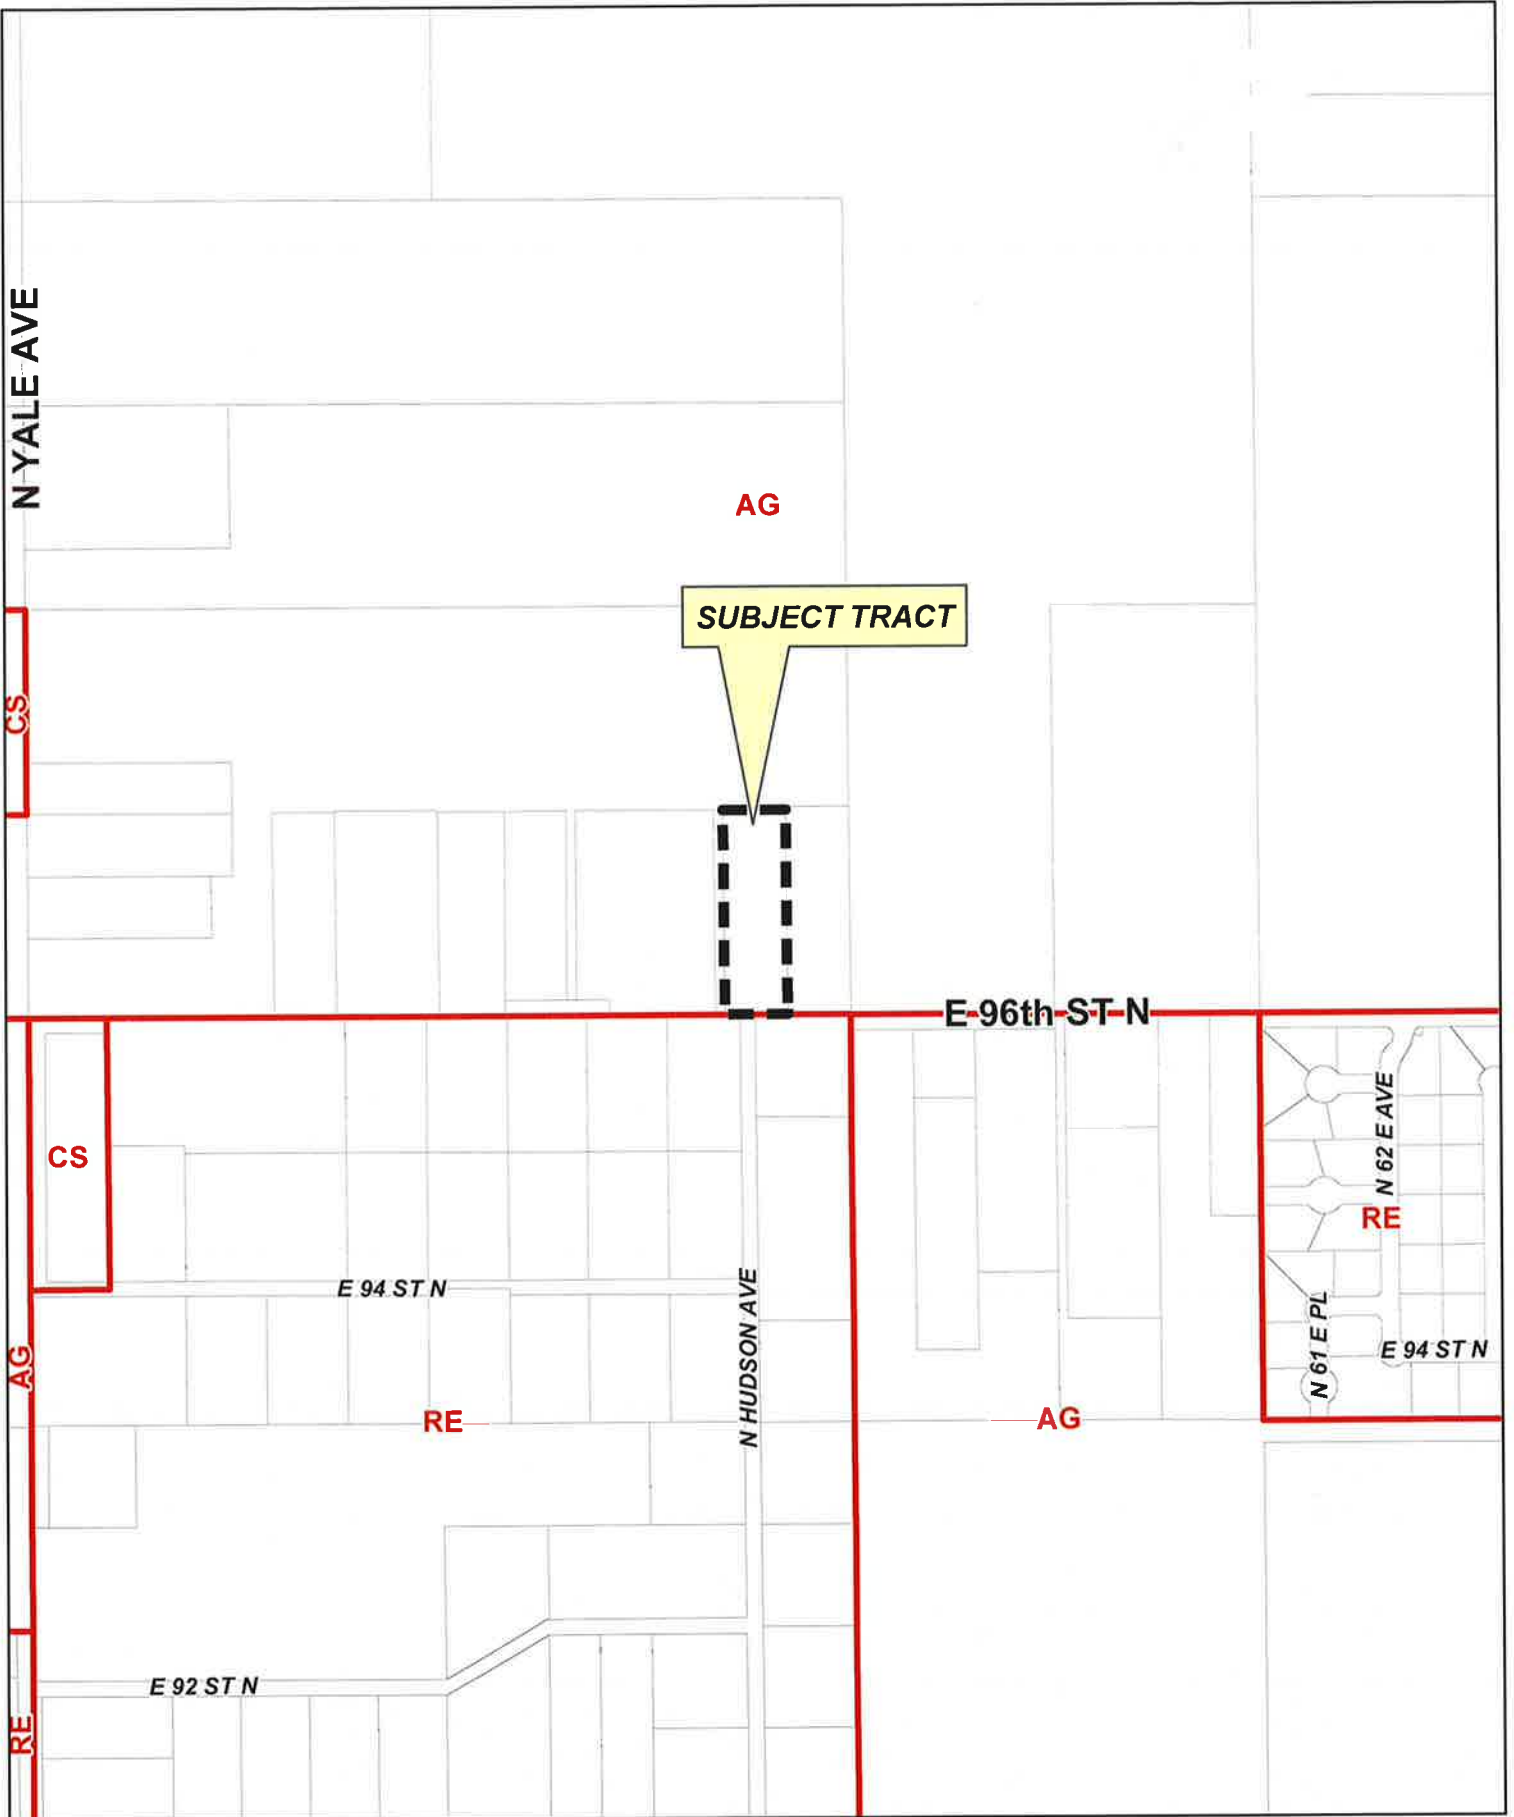 N YALE AVE
AG
SUBJECT TRACT
CS
E 96th ST N
CS
N 62 E AVE
RE
E 94 ST N
N HUDSON AVE
N 61 E PL
E 94 ST N
AG
RE
AG
E 92 ST N
RE